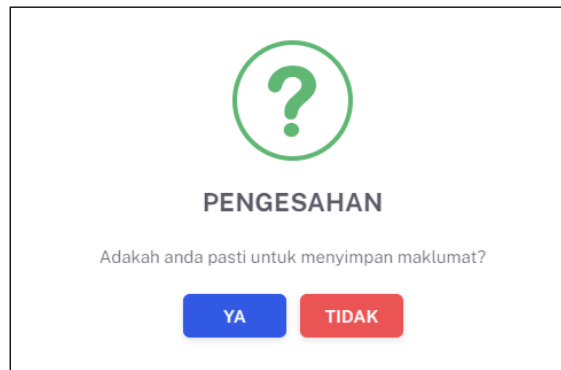 ?
PENGESAHAN
Adakah anda pasti untuk menyimpan maklumat?
YA
TIDAK